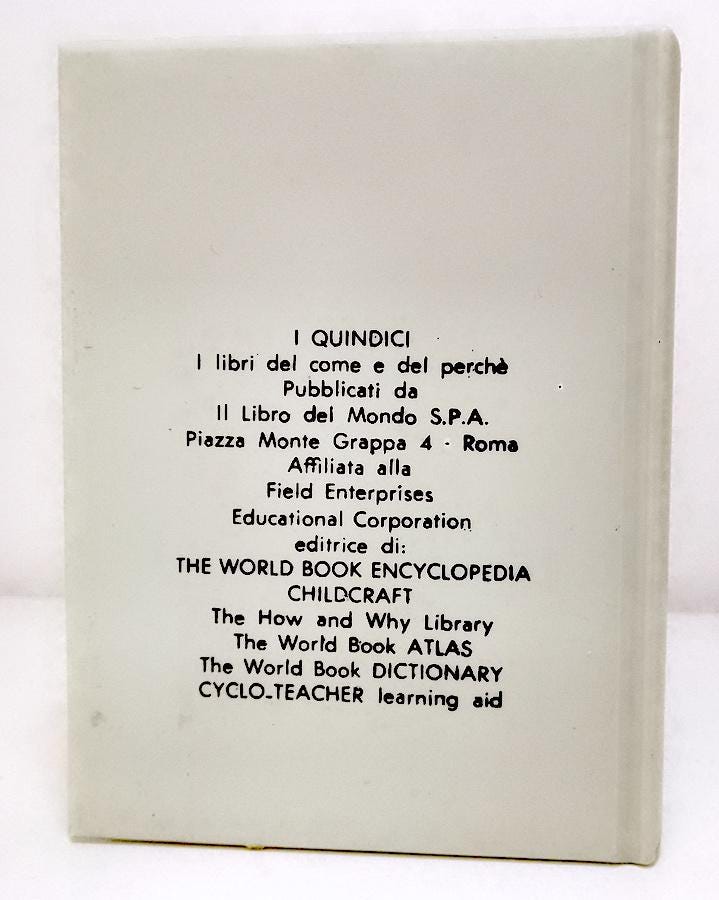 I QUINDICI
I libri del come e del perchè
Pubblicati da
Il Libro del Mondo S.P.A.
Piazza Monte Grappa 4 - Roma
Affiliata alla
Field Enterprises
Educational Corporation
editrice di:
THE WORLD BOOK ENCYCLOPEDIA
CHILDCRAFT
The How and Why Library
The World Book ATLAS
The World Book DICTIONARY
CYCLO-TEACHER learning aid